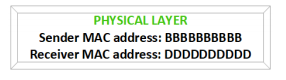 PHYSICAL LAYER
Sender MAC address: BBBBBBBBBB
Receiver MAC address: DDDDDDDDDD